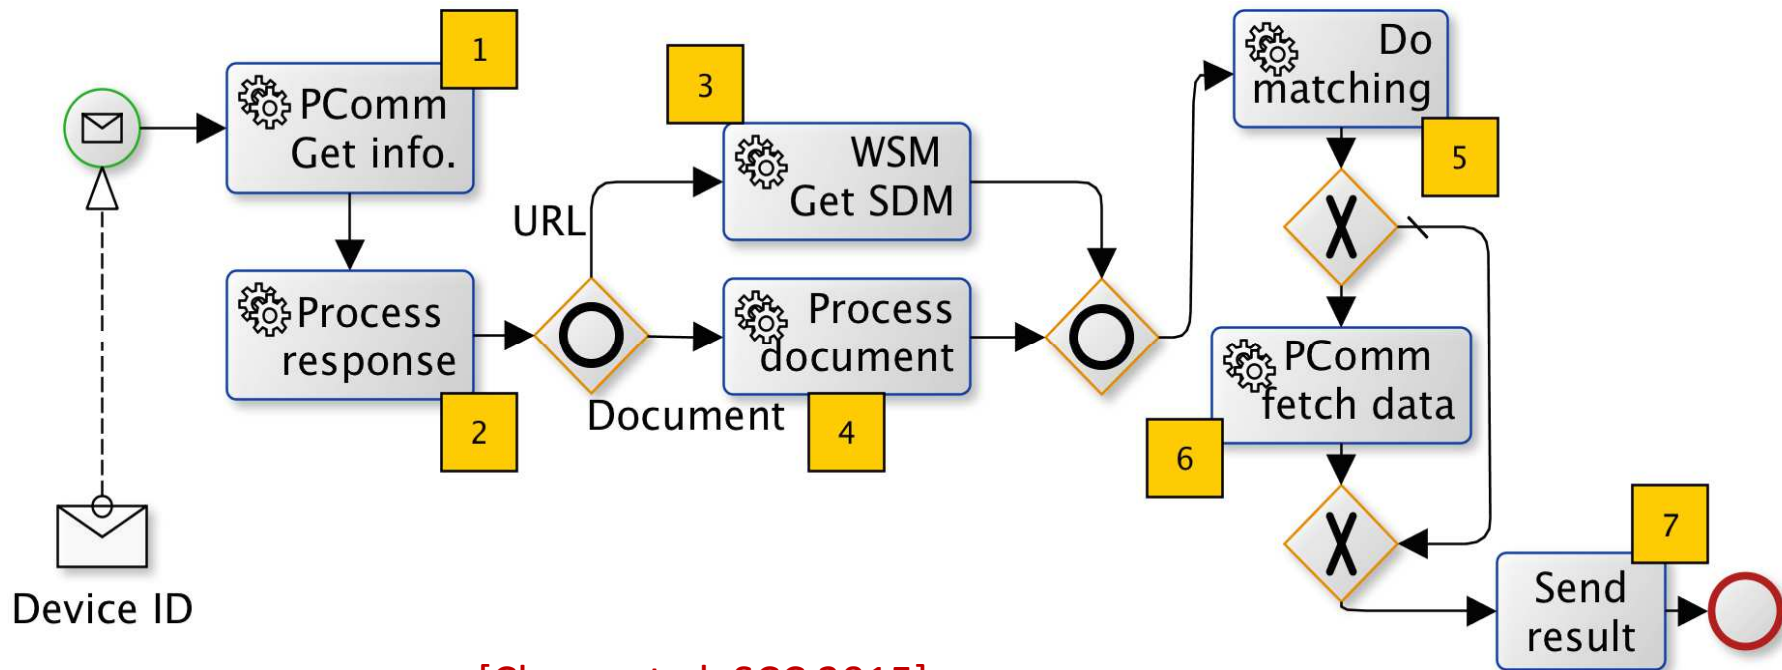 1
PComm
Get info.
Process
response
2
Device ID
URL
Document
3
WSM
Get SDM
Process
document
4
Do
matching
5
PComm
fetch data
6
7
Send
result
2015]